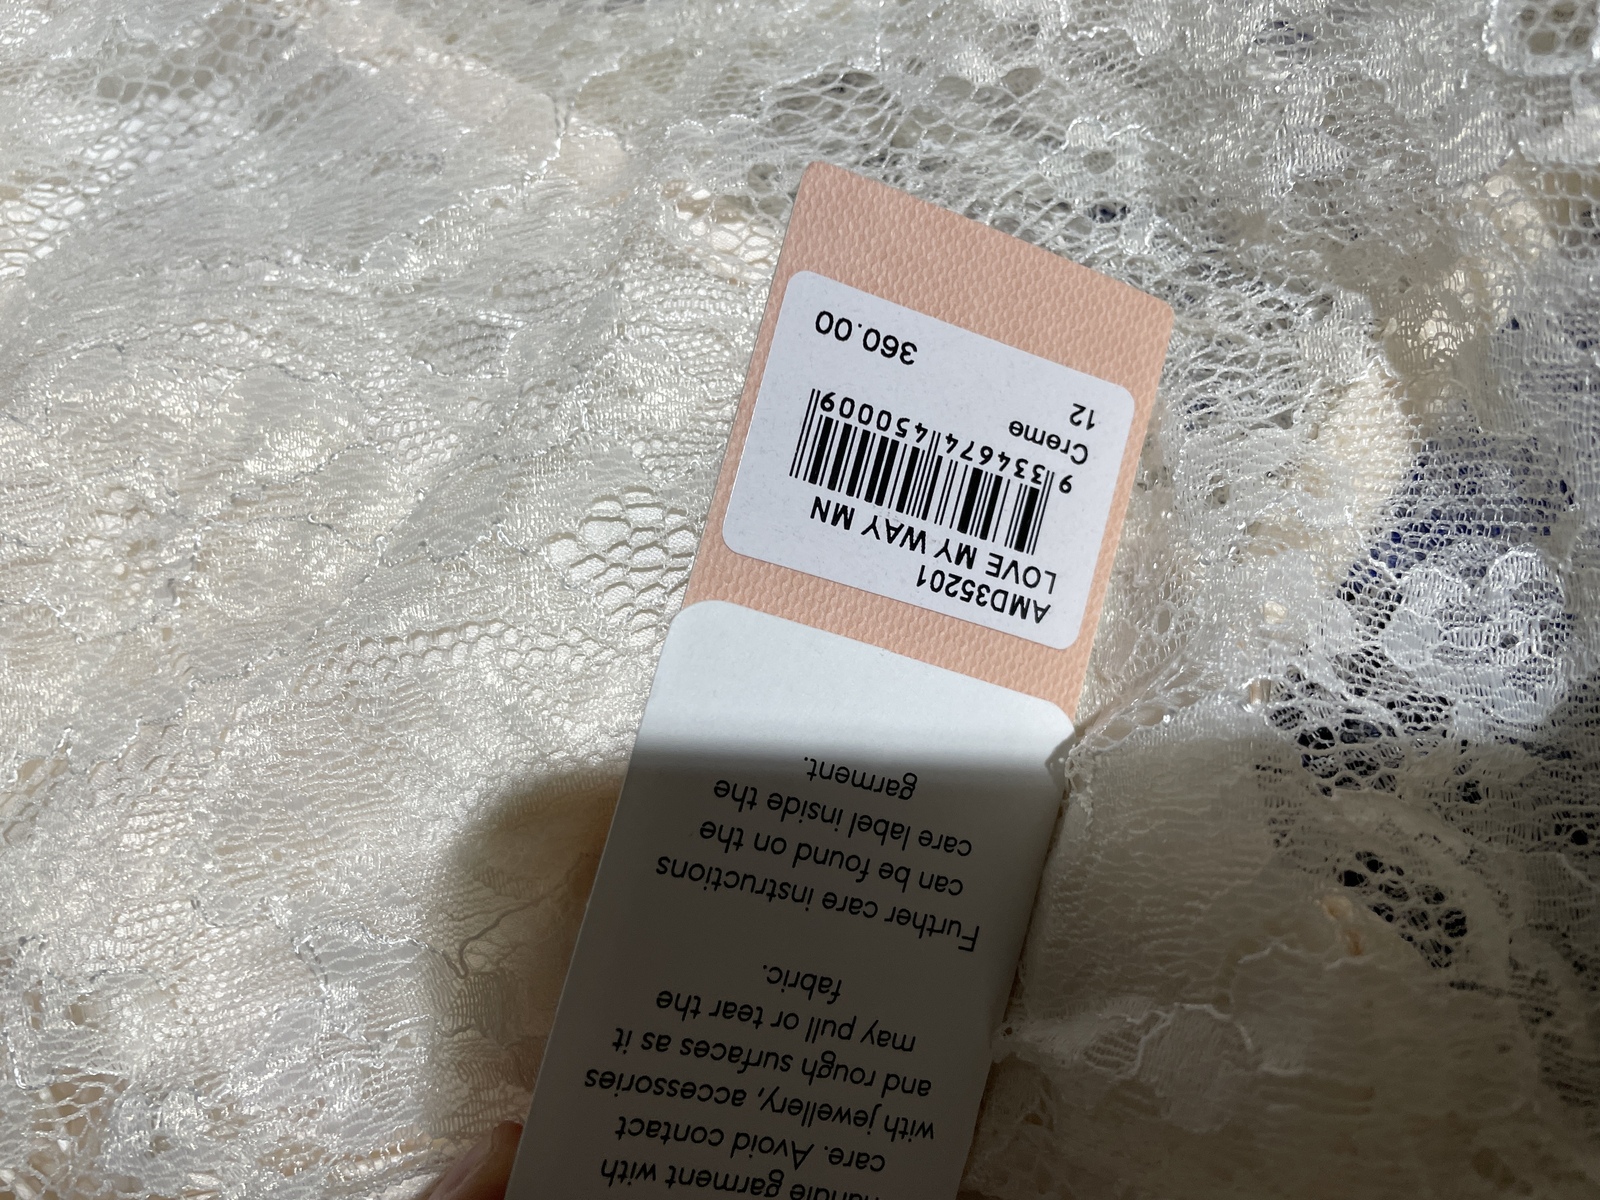 garment with
care. Avoid contact
with jewellery, accessories
and rough surfaces as it
may pull or tear the
fabric.
Further care instructions
can be found on the
care label inside the
garment.
AMD35201
LOVE MY WAY MN
9 334674 450009
Creme
12
360.00